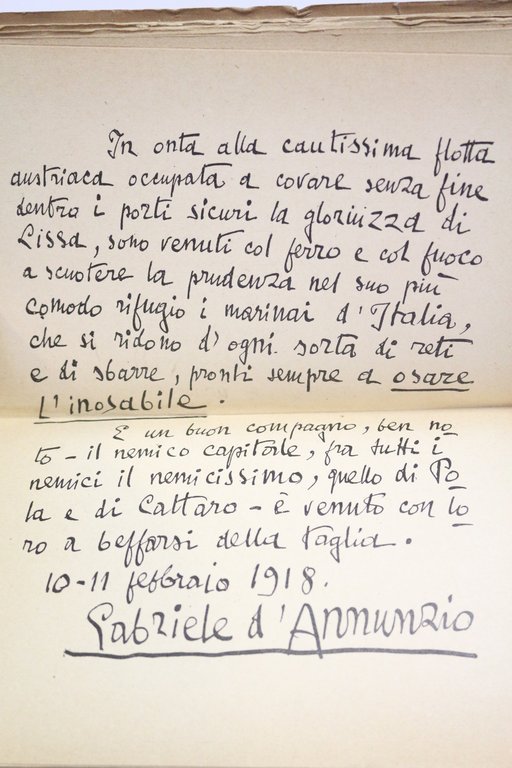 In onta alla cautissima flotta
austriaca occupata a covare senza fine
dentro i porti sicuri la gloriuzza di
Lissa, sono venuti col ferro e col fuoco
a scuotere la prudenza nel suo più
comodo rifugio i marinai d'Italia,
che si ridono d'ogni sorta di reti
e di sbarre, pronti sempre a osare
l'inosabile.
E un buon compagno, ben no
to - il nemico capitale, fra tutti i
nemici il nemicissimo, quello di Po
la e di Cattaro - è venuto con lo
ro a beffarsi della taglia.
10-11 febbraio 1918.
Gabriele d'Annunzio